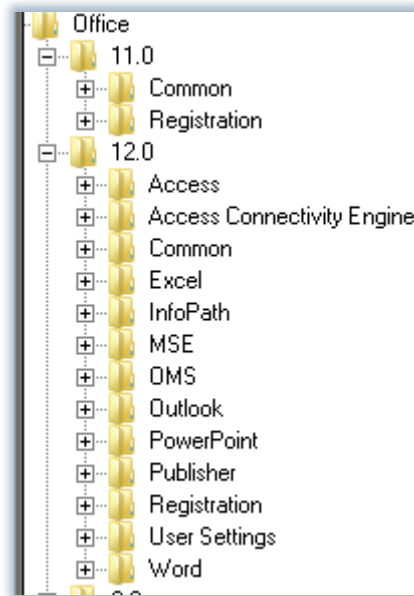 Office
11.0
Common
Registration
12.0
Access
Access Connectivity Engine
Common
Excel
InfoPath
MSE
OMS
Outlook
PowerPoint
Publisher
Registration
User Settings
Word